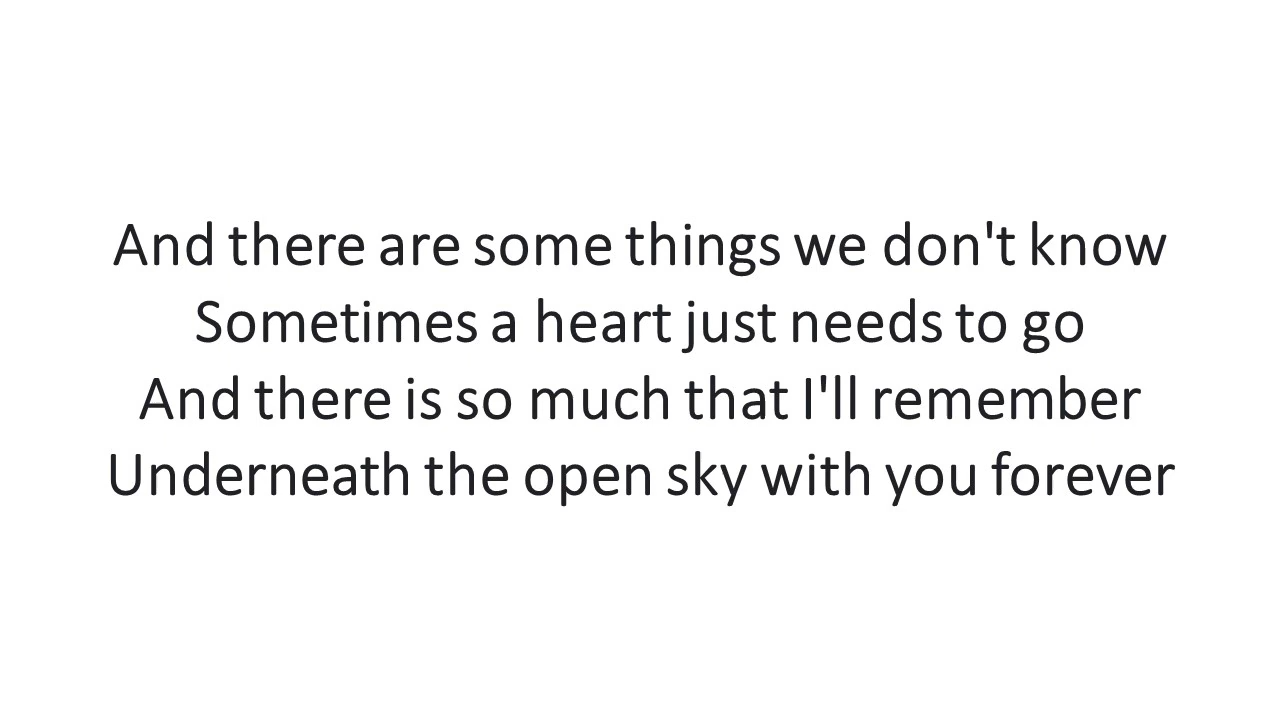 And there are some things we don't know
Sometimes a heart just needs to go
And there is so much that I'll remember
Underneath the open sky with you forever